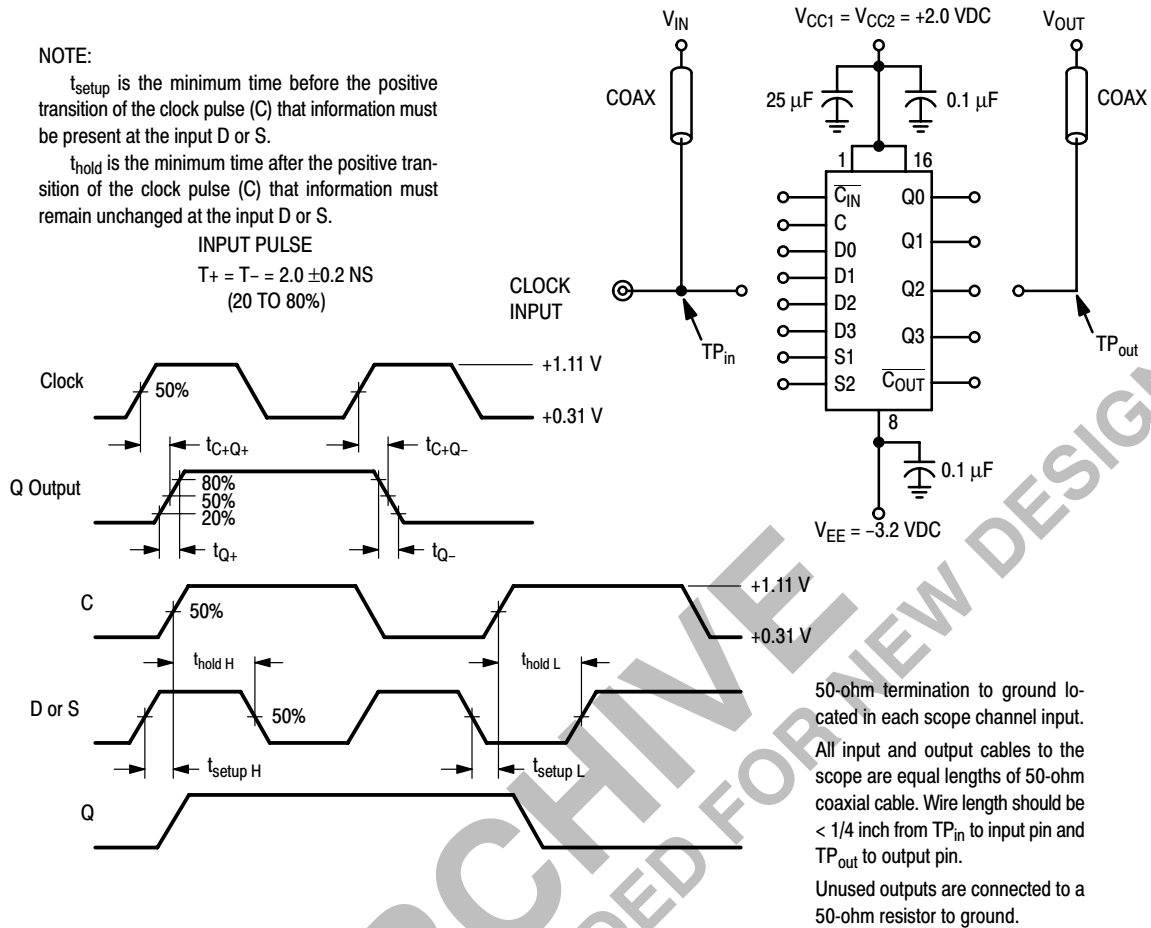 NOTE:
t_setup is the minimum time before the positive
transition of the clock pulse (C) that information must
be present at the input D or S.
t_hold is the minimum time after the positive tran-
sition of the clock pulse (C) that information must
remain unchanged at the input D or S.
INPUT PULSE
T+ = T− = 2.0 ±0.2 NS
(20 TO 80%)
V_IN
V_CC1 = V_CC2 = +2.0 VDC
V_OUT
COAX
25 μF
0.1 μF
COAX
1
16
C̅_I̅N̅
C
D0
D1
D2
D3
S1
S2
Q0
Q1
Q2
Q3
C̅_O̅U̅T̅
8
0.1 μF
V_EE = −3.2 VDC
CLOCK
INPUT
TP_in
TP_out
Clock
50%
+1.11 V
+0.31 V
t_C+Q+
t_C+Q−
Q Output
80%
50%
20%
t_Q+
t_Q−
C
50%
+1.11 V
+0.31 V
t_hold H
t_hold L
D or S
50%
t_setup H
t_setup L
Q
50-ohm termination to ground lo-
cated in each scope channel input.
All input and output cables to the
scope are equal lengths of 50-ohm
coaxial cable. Wire length should be
< 1/4 inch from TP_in to input pin and
TP_out to output pin.
Unused outputs are connected to a
50-ohm resistor to ground.